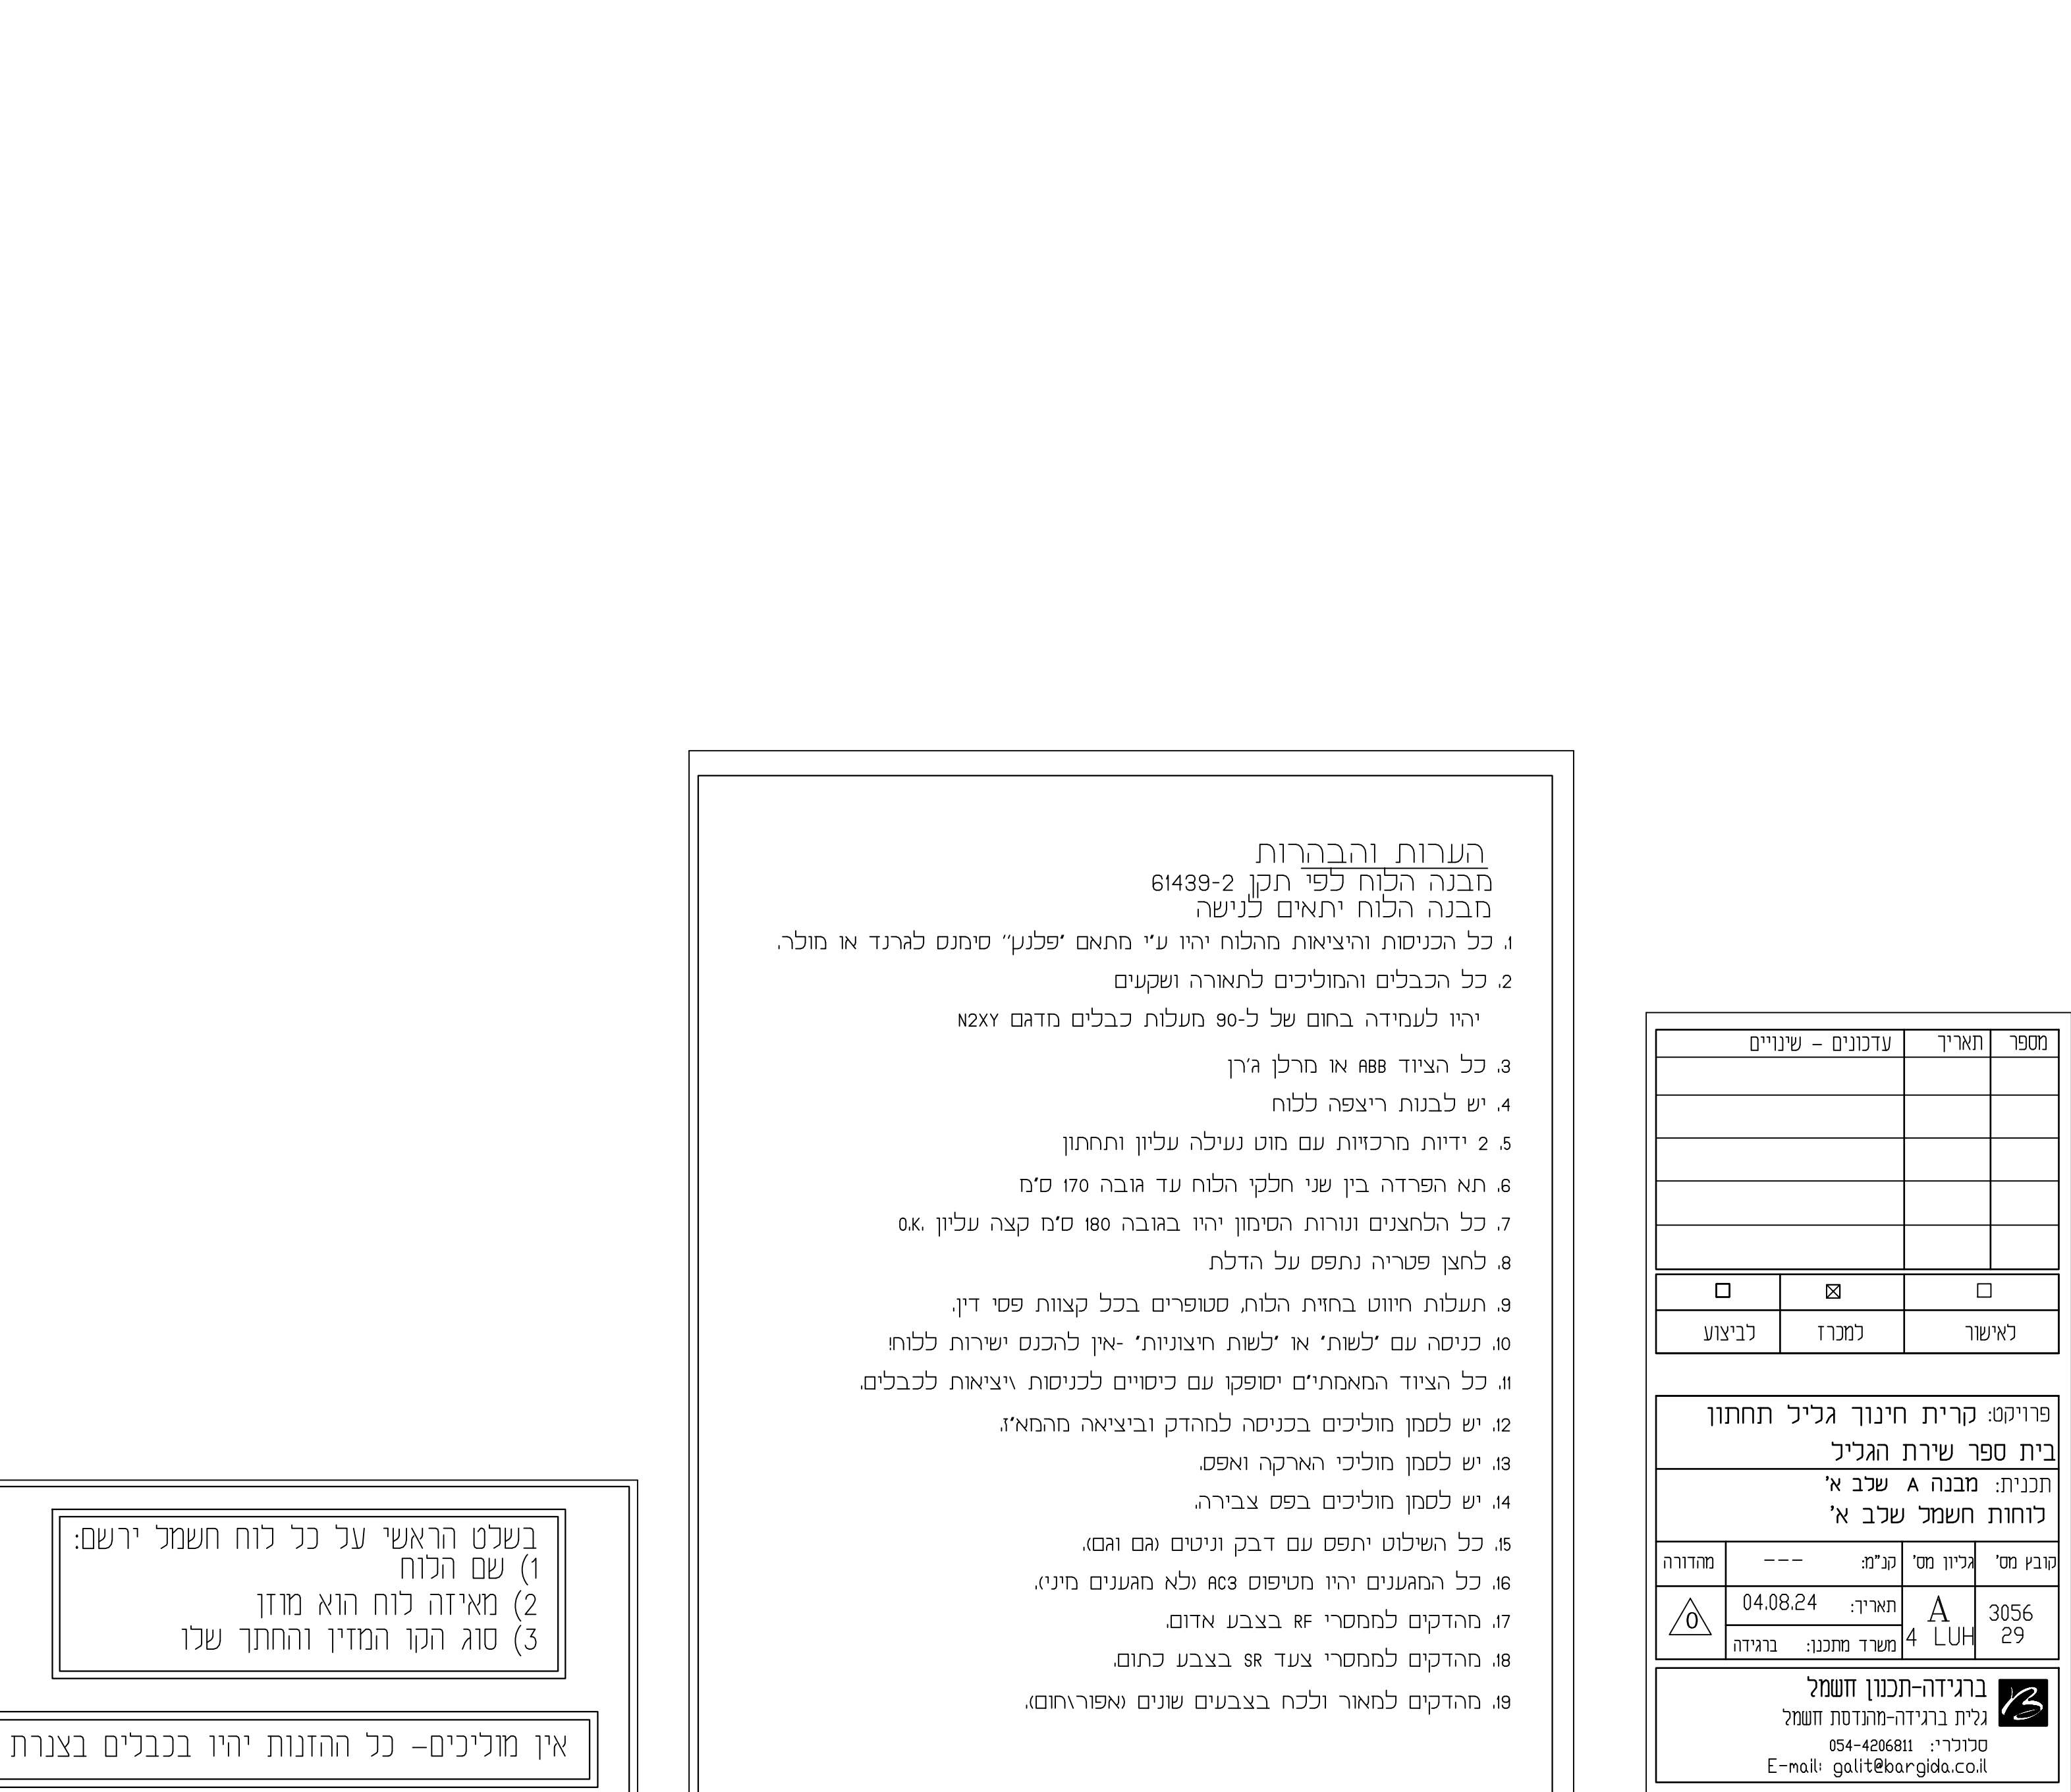 הערות והבהרות
מבנה הלוח לפי תקן 61439-2
מבנה הלוח יתאים לנישה
1. כל הכניסות והיציאות מהלוח יהיו ע"י מתאם "פלנץ'' סימנס לגרנד או מולר.
2. כל הכבלים והמוליכים לתאורה ושקעים
יהיו לעמידה בחום של ל-90 מעלות כבלים מדגם N2XY
3. כל הציוד ABB או מרלן ג'רן
4. יש לבנות ריצפה ללוח
5. 2 ידיות מרכזיות עם מוט נעילה עליון ותחתון
6. תא הפרדה בין שני חלקי הלוח עד גובה 170 ס"מ
7. כל הלחצנים ונורות הסימון יהיו בגובה 180 ס"מ קצה עליון .O.K
8. לחצן פטריה נתפס על הדלת
9. תעלות חיווט בחזית הלוח, סטופרים בכל קצוות פסי דין.
10. כניסה עם "לשות" או "לשות חיצוניות" -אין להכנס ישירות ללוח!
11. כל הציוד המאמתי"ם יסופקו עם כיסויים לכניסות \יציאות לכבלים.
12. יש לסמן מוליכים בכניסה למהדק וביציאה מהמא"ז.
13. יש לסמן מוליכי הארקה ואפס.
14. יש לסמן מוליכים בפס צבירה.
15. כל השילוט יתפס עם דבק וניטים (גם וגם).
16. כל המגענים יהיו מטיפוס AC3 (לא מגענים מיני).
17. מהדקים לממסרי RF בצבע אדום.
18. מהדקים לממסרי צעד SR בצבע כתום.
19. מהדקים למאור ולכח בצבעים שונים (אפור\חום).
בשלט הראשי על כל לוח חשמל ירשם:
1) שם הלוח
2) מאיזה לוח הוא מוזן
3) סוג הקו המזין והחתך שלו
אין מוליכים– כל ההזנות יהיו בכבלים בצנרת
מספר תאריך עדכונים – שינויים
לאישור למכרז לביצוע
פרויקט: קרית חינוך גליל תחתון
בית ספר שירת הגליל
תכנית: מבנה A שלב א'
לוחות חשמל שלב א'
קובץ מס' גליון מס' קנ"מ: --- מהדורה
3056 A תאריך: 04.08.24 0
29 4 LUH משרד מתכנן: ברגידה
ברגידה-תכנון חשמל
גלית ברגידה-מהנדסת חשמל
סלולרי: 054-4206811
E-mail: galit@bargida.co.il